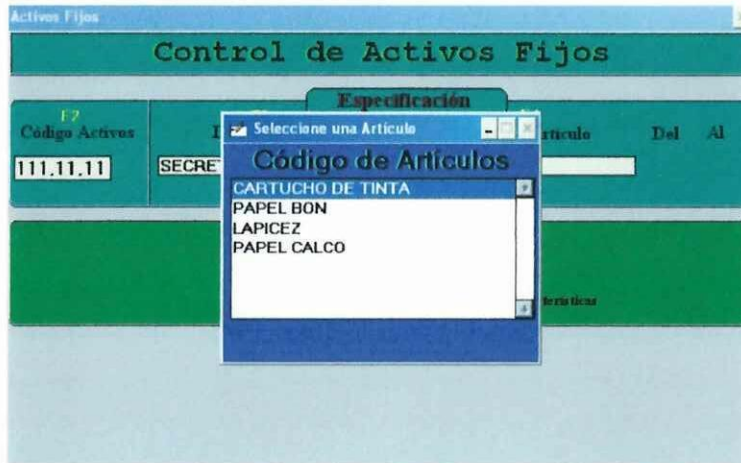 Activos Fijos
Control de Activos Fijos
Especificación
F2
Código Activos
Del Al
111.11.11
SECRET
Seleccione una Articulo
Código de Artículos
CARTUCHO DE TINTA
PAPEL BON
LAPICEZ
PAPEL CALCO